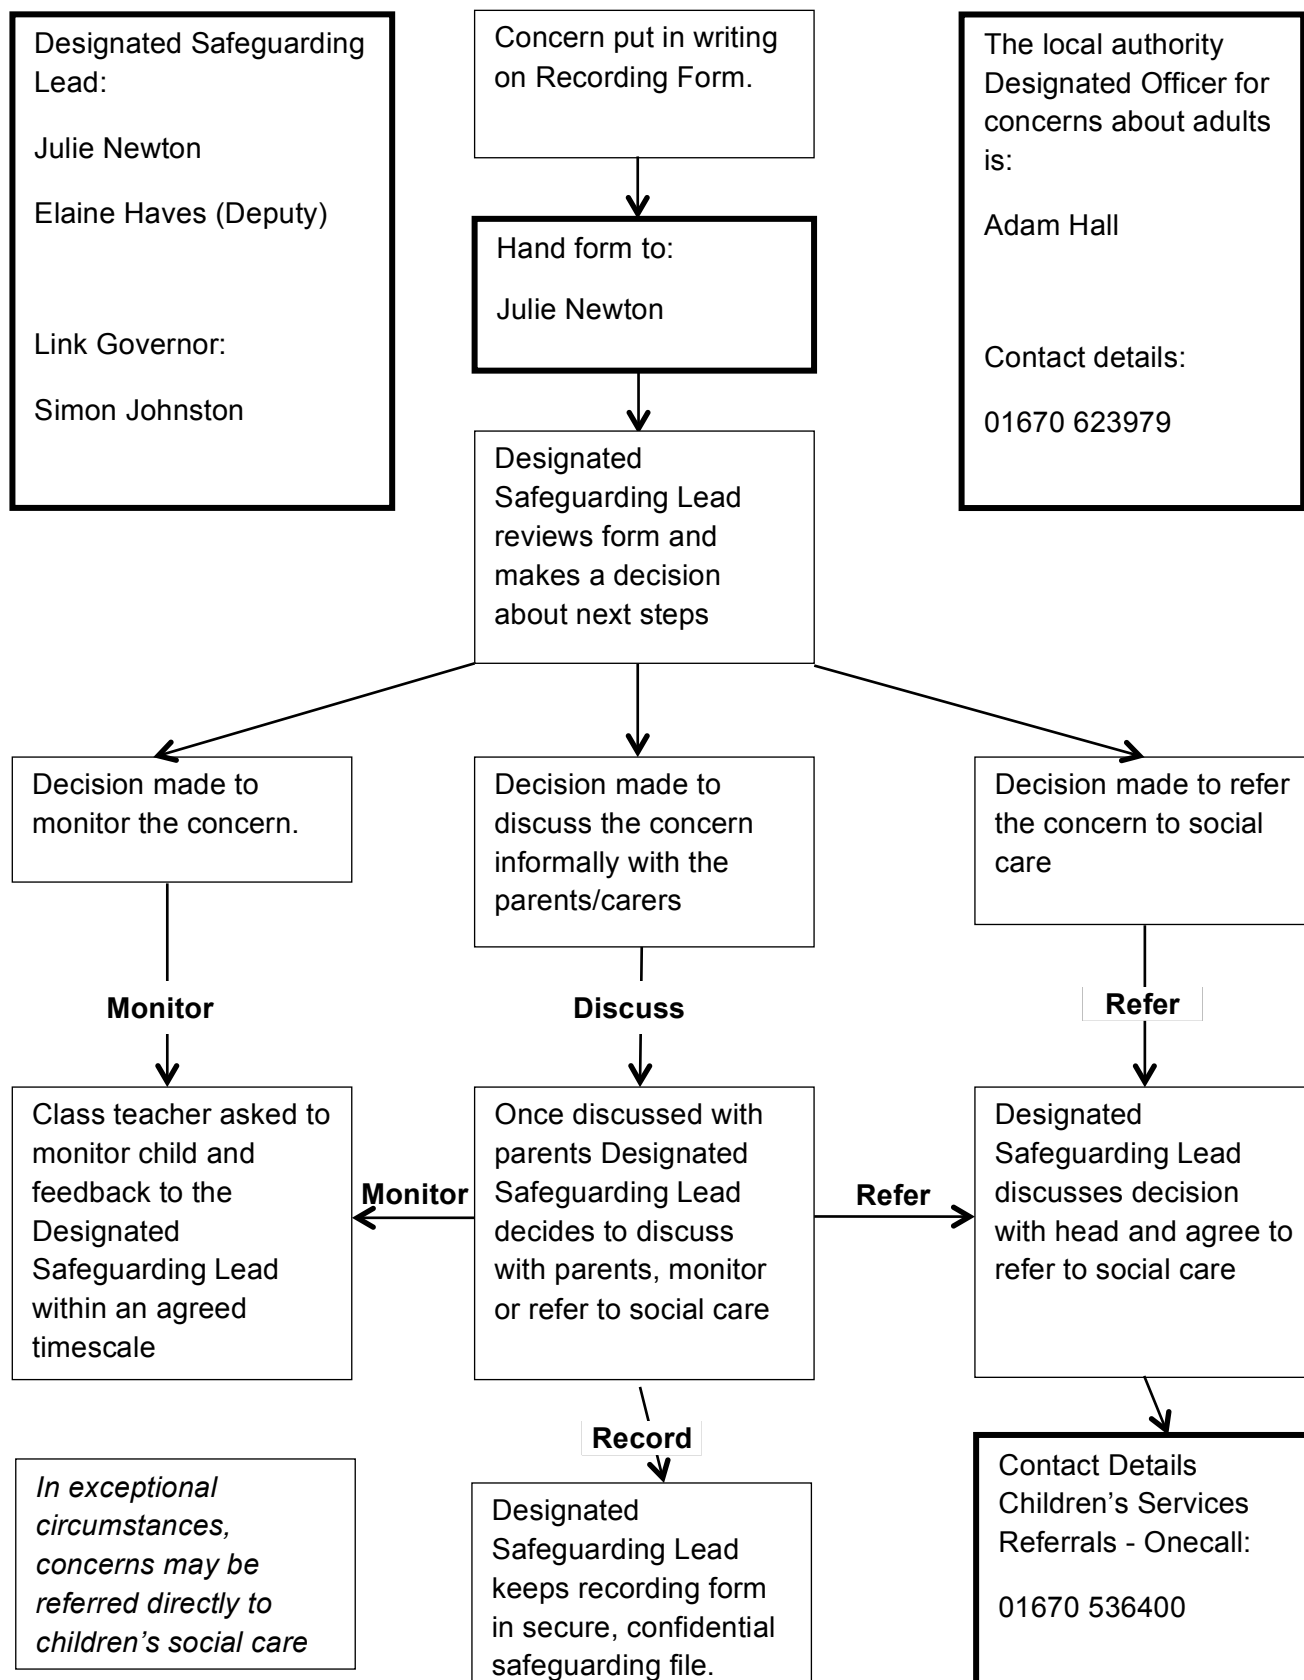 Designated Safeguarding
Lead:
Julie Newton
Elaine Haves (Deputy)
Link Governor:
Simon Johnston
Concern put in writing
on Recording Form.
The local authority
Designated Officer for
concerns about adults
is:
Adam Hall
Contact details:
01670 623979
Hand form to:
Julie Newton
Designated
Safeguarding Lead
reviews form and
makes a decision
about next steps
Decision made to
monitor the concern.
Decision made to
discuss the concern
informally with the
parents/carers
Decision made to refer
the concern to social
care
Monitor
Discuss
Refer
Class teacher asked to
monitor child and
feedback to the
Designated
Safeguarding Lead
within an agreed
timescale
Monitor
Once discussed with
parents Designated
Safeguarding Lead
decides to discuss
with parents, monitor
or refer to social care
Refer
Designated
Safeguarding Lead
discusses decision
with head and agree to
refer to social care
Record
In exceptional
circumstances,
concerns may be
referred directly to
children’s social care
Designated
Safeguarding Lead
keeps recording form
in secure, confidential
safeguarding file.
Contact Details
Children’s Services
Referrals - Onecall:
01670 536400